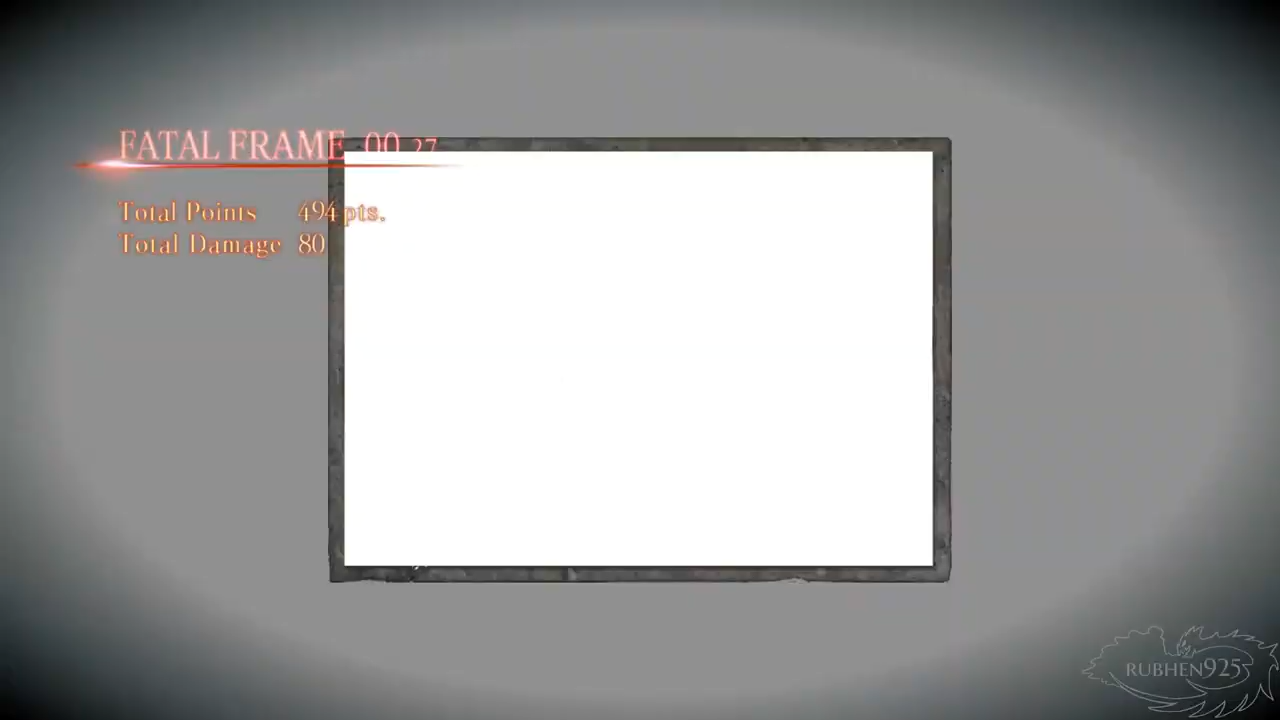 FATAL FRAME 00.27
Total Points 494 pts.
Total Damage 80
RUBHEN925